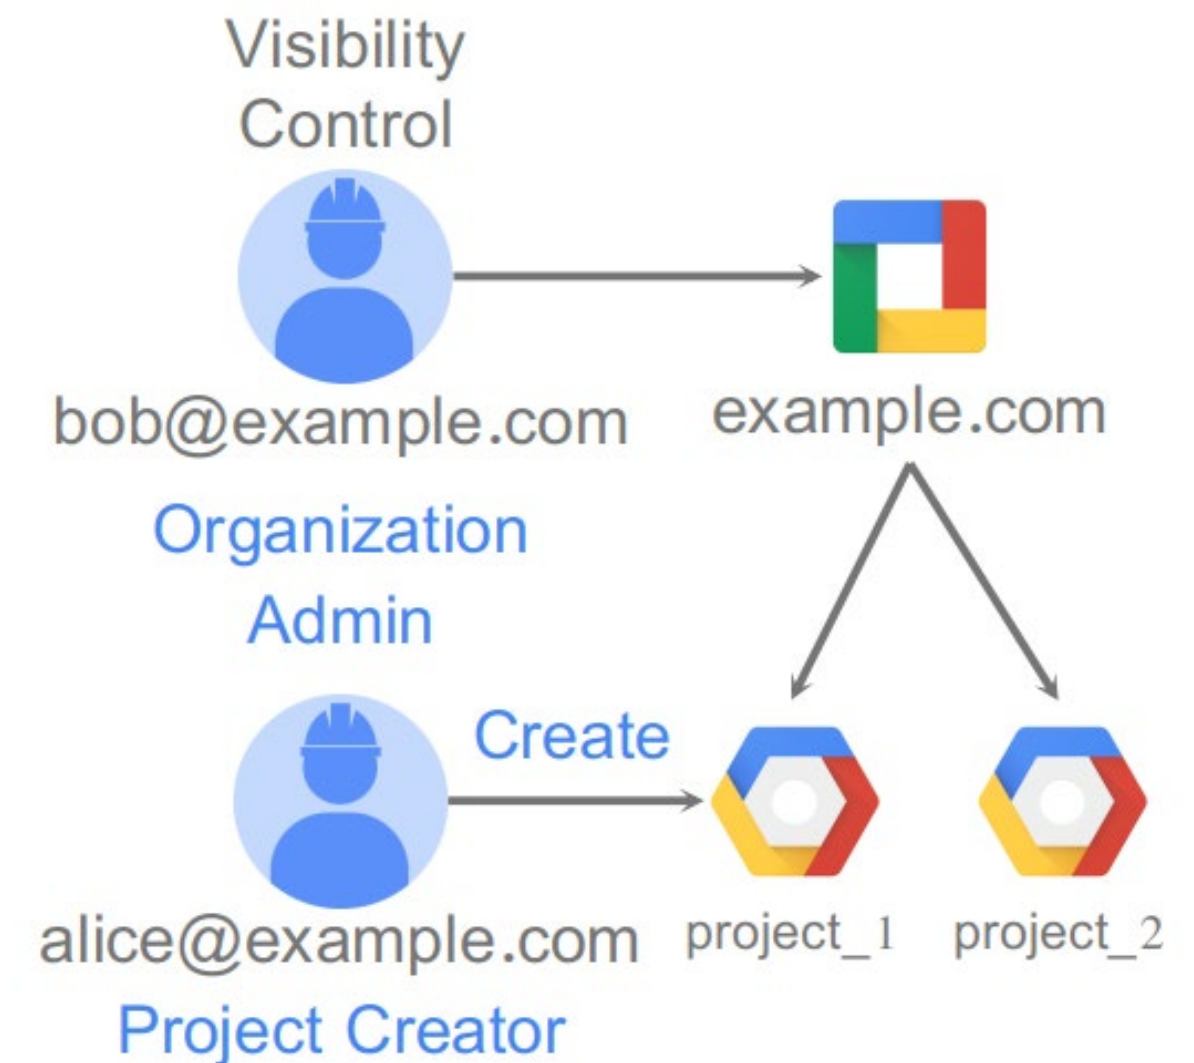 Visibility
Control
bob@example.com
example.com
Organization
Admin
Create
alice@example.com
project_1
project_2
Project Creator